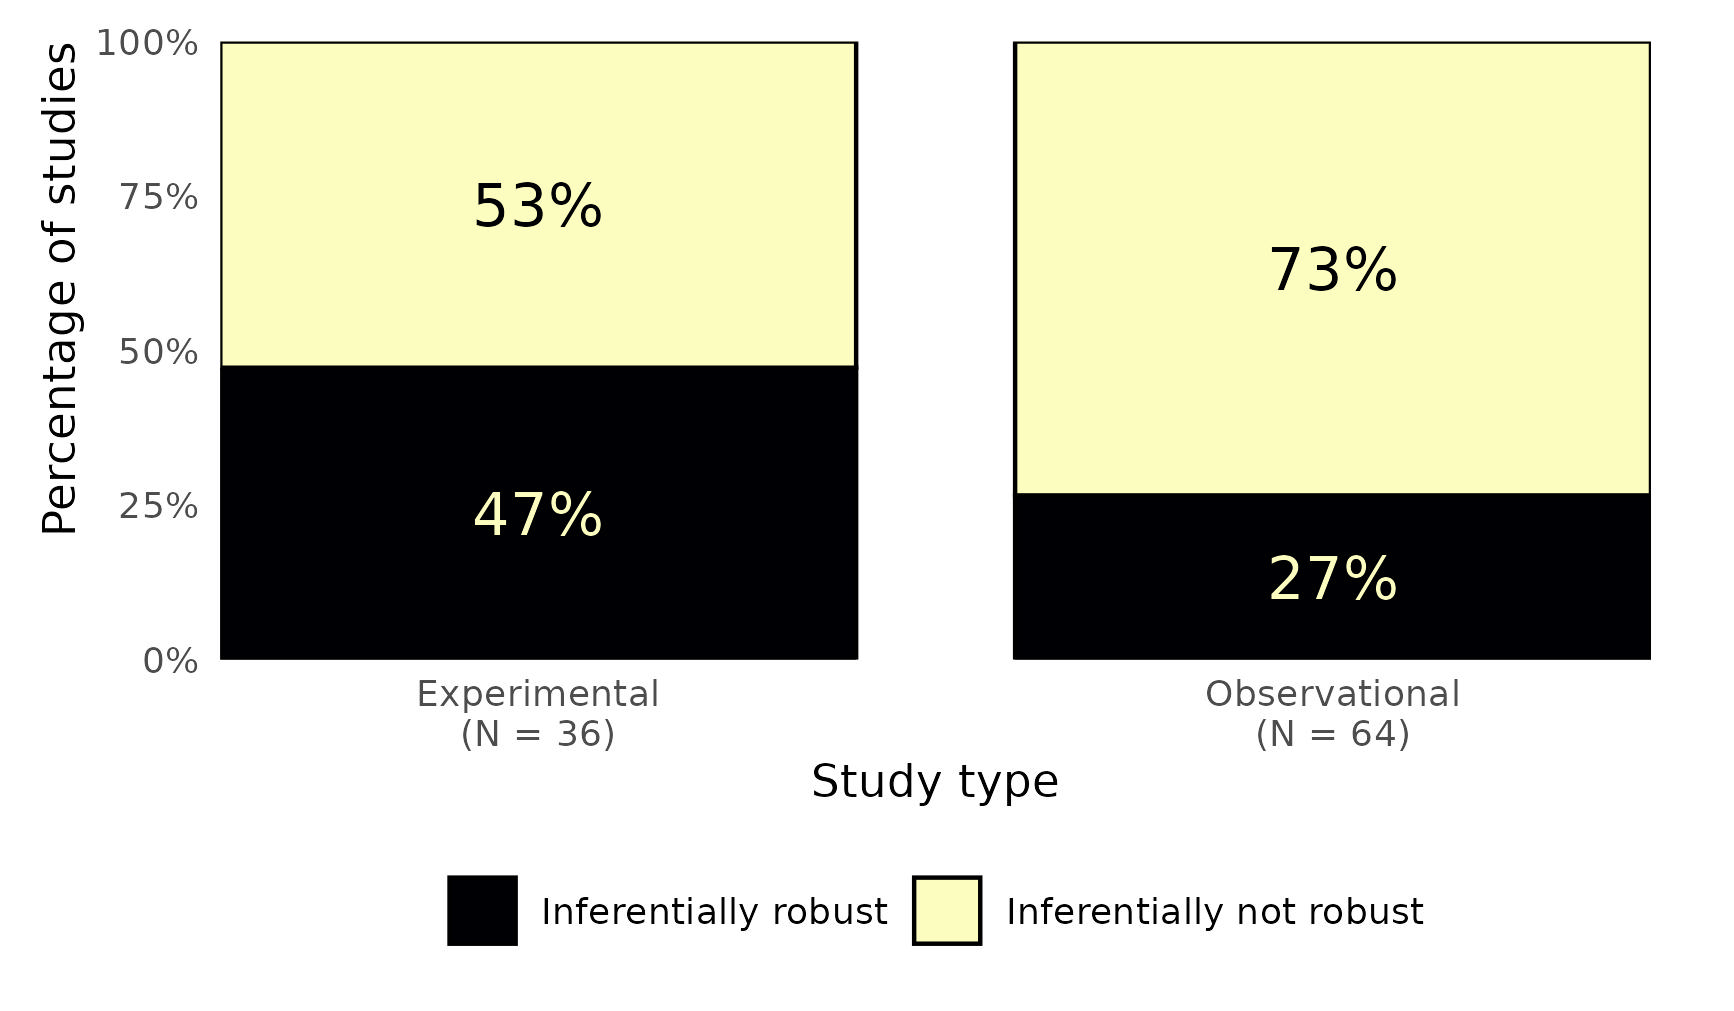 Percentage of studies
100%
75%
50%
25%
0%
53%
47%
73%
27%
Experimental
(N = 36)
Observational
(N = 64)
Study type
Inferentially robust
Inferentially not robust